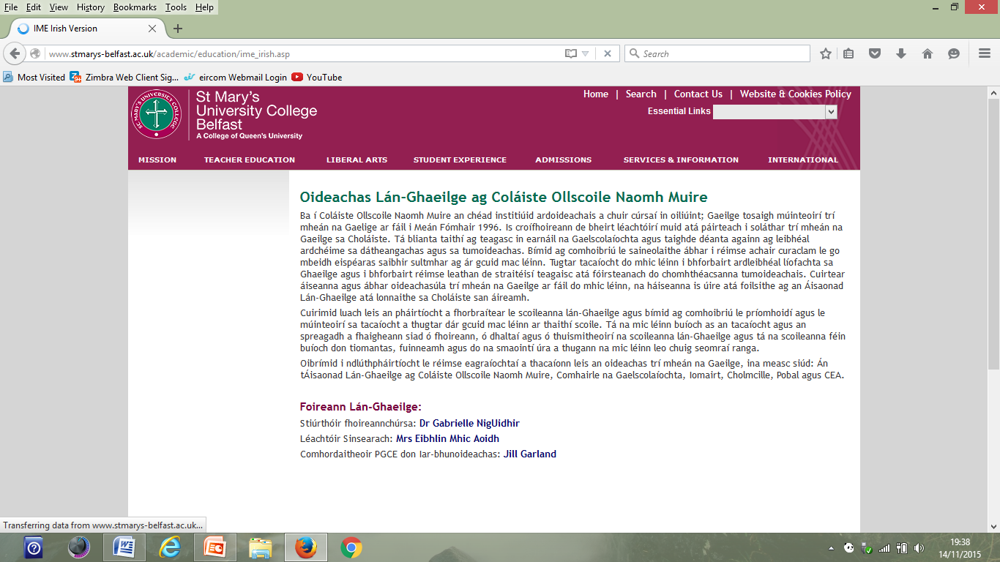 File Edit View History Bookmarks Tools Help
IME Irish Version
www.stmarys-belfast.ac.uk/academic/education/ime_irish.asp
Search
Most Visited Zimbra Web Client Sig... eircom Webmail Login YouTube
ST MARY'S UNIVERSITY COLLEGE BELFAST
St Mary's
University College
Belfast
A College of Queen's University
Home | Search | Contact Us | Website & Cookies Policy
Essential Links
MISSION TEACHER EDUCATION LIBERAL ARTS STUDENT EXPERIENCE ADMISSIONS SERVICES & INFORMATION INTERNATIONAL
Oideachas Lán-Ghaeilge ag Coláiste Ollscoile Naomh Muire
Ba í Coláiste Ollscoile Naomh Muire an chéad institiúid ardoideachais a chuir cúrsaí in oiliúint; Gaeilge tosaigh múinteoirí trí
mheán na Gaelige ar fáil i Meán Fómhair 1996. Is croífhoireann de bheirt léachtóirí muid atá páirteach i soláthar trí mheán na
Gaeilge sa Choláiste. Tá blianta taithí ag teagasc in earnáil na Gaelscolaíochta agus taighde déanta againn ag leibhéal
ardchéime sa dátheangachas agus sa tumoideachas. Bímid ag comhoibriú le saineolaithe ábhar i réimse achair curaclam le go
mbeidh eispéaras saibhir sultmhar ag ár gcuid mac léinn. Tugtar tacaíocht do mhic léinn i bhforbairt ardleibhéal líofachta sa
Ghaeilge agus i bhforbairt réimse leathan de straitéisí teagaisc atá fóirsteanach do chomhthéacsanna tumoideachais. Cuirtear
áiseanna agus ábhar oideachasúla trí mheán na Gaeilge ar fáil do mhic léinn, na háiseanna is úire atá foilsithe ag an Áisaonad
Lán-Ghaeilge atá lonnaithe sa Choláiste san áireamh.
Cuirimid luach leis an pháirtíocht a fhorbraítear le scoileanna lán-Ghaeilge agus bímid ag comhoibriú le príomhoidí agus le
múinteoirí sa tacaíocht a thugtar dár gcuid mac léinn ar thaithí scoile. Tá na mic léinn buíoch as an tacaíocht agus an
spreagadh a fhaigheann siad ó fhoireann, ó dhaltaí agus ó thuismitheoirí na scoileanna lán-Ghaeilge agus tá na scoileanna féin
buíoch don tiomantas, fuinneamh agus do na smaointí úra a thugann na mic léinn leo chuig seomraí ranga.
Oibrímid i ndlúthpháirtíocht le réimse eagraíochtaí a thacaíonn leis an oideachas trí mheán na Gaeilge, ina measc siúd: Án
tÁisaonad Lán-Ghaeilge ag Coláiste Ollscoile Naomh Muire, Comhairle na Gaelscolaíochta, Iomairt, Cholmcille, Pobal agus CEA.
Foireann Lán-Ghaeilge:
Stiúrthóir fhoireannchúrsa: Dr Gabrielle NigUidhir
Léachtóir Sinsearach: Mrs Eibhlin Mhic Aoidh
Comhordaitheoir PGCE don Iar-bhunoideachas: Jill Garland
Transferring data from www.stmarys-belfast.ac.uk...
19:38
14/11/2015